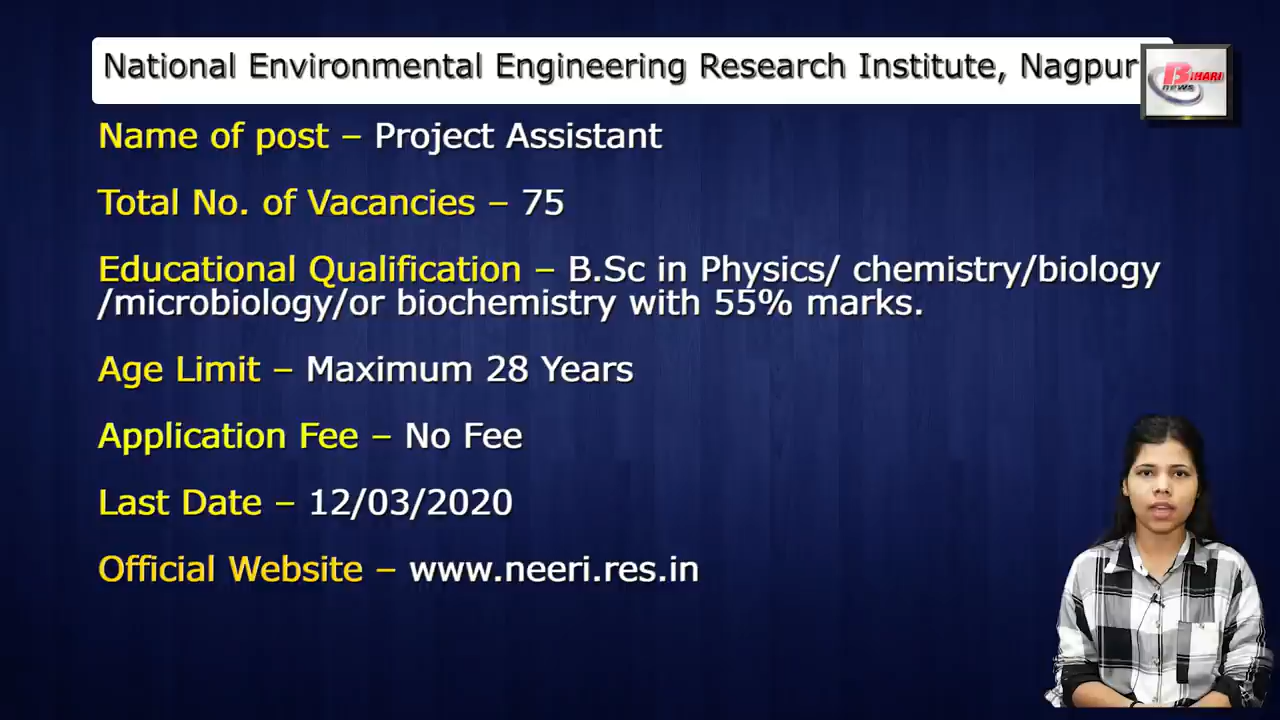 National Environmental Engineering Research Institute, Nagpur
BIHARI
NEWS
Name of post – Project Assistant
Total No. of Vacancies – 75
Educational Qualification – B.Sc in Physics/ chemistry/biology
/microbiology/or biochemistry with 55% marks.
Age Limit – Maximum 28 Years
Application Fee – No Fee
Last Date – 12/03/2020
Official Website – www.neeri.res.in